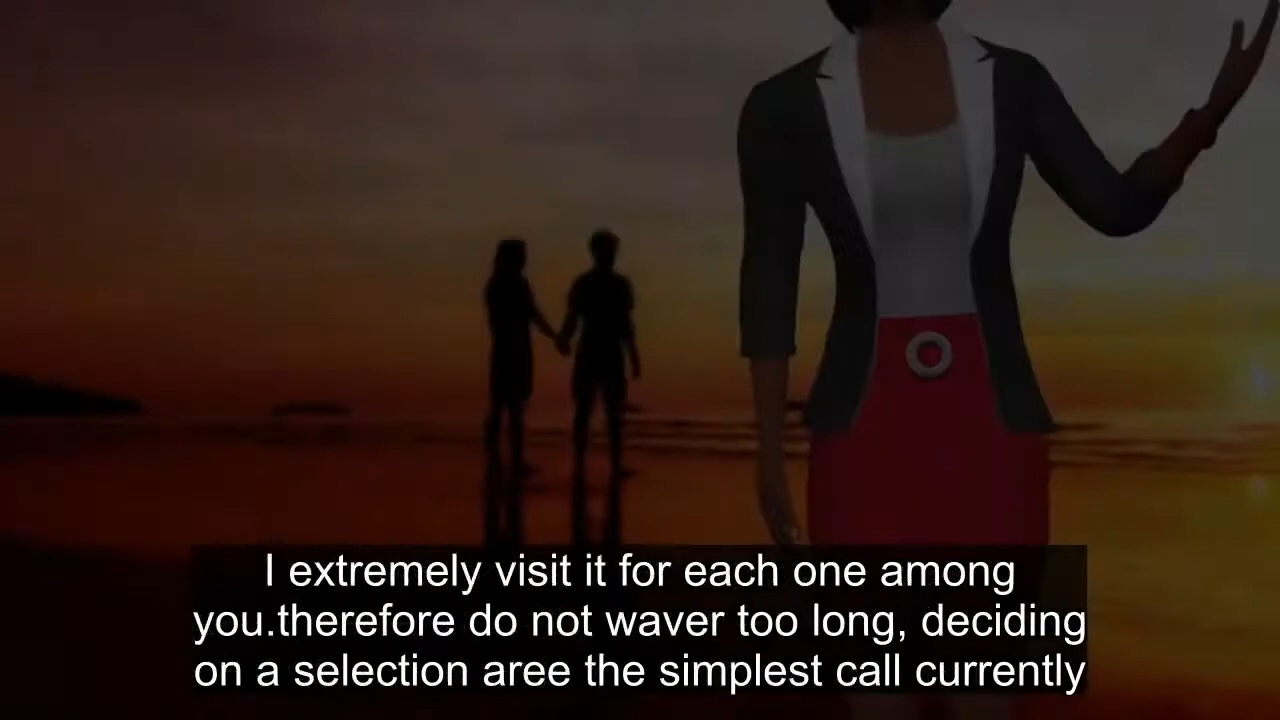 I extremely visit it for each one among
you.therefore do not waver too long, deciding
on a selection aree the simplest call currently